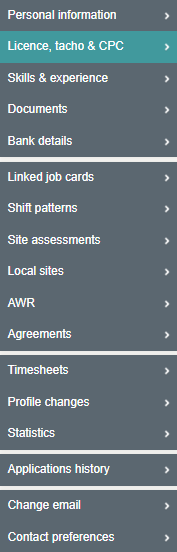 Personal information
Licence, tacho & CPC
Skills & experience
Documents
Bank details
Linked job cards
Shift patterns
Site assessments
Local sites
AWR
Agreements
Timesheets
Profile changes
Statistics
Applications history
Change email
Contact preferences